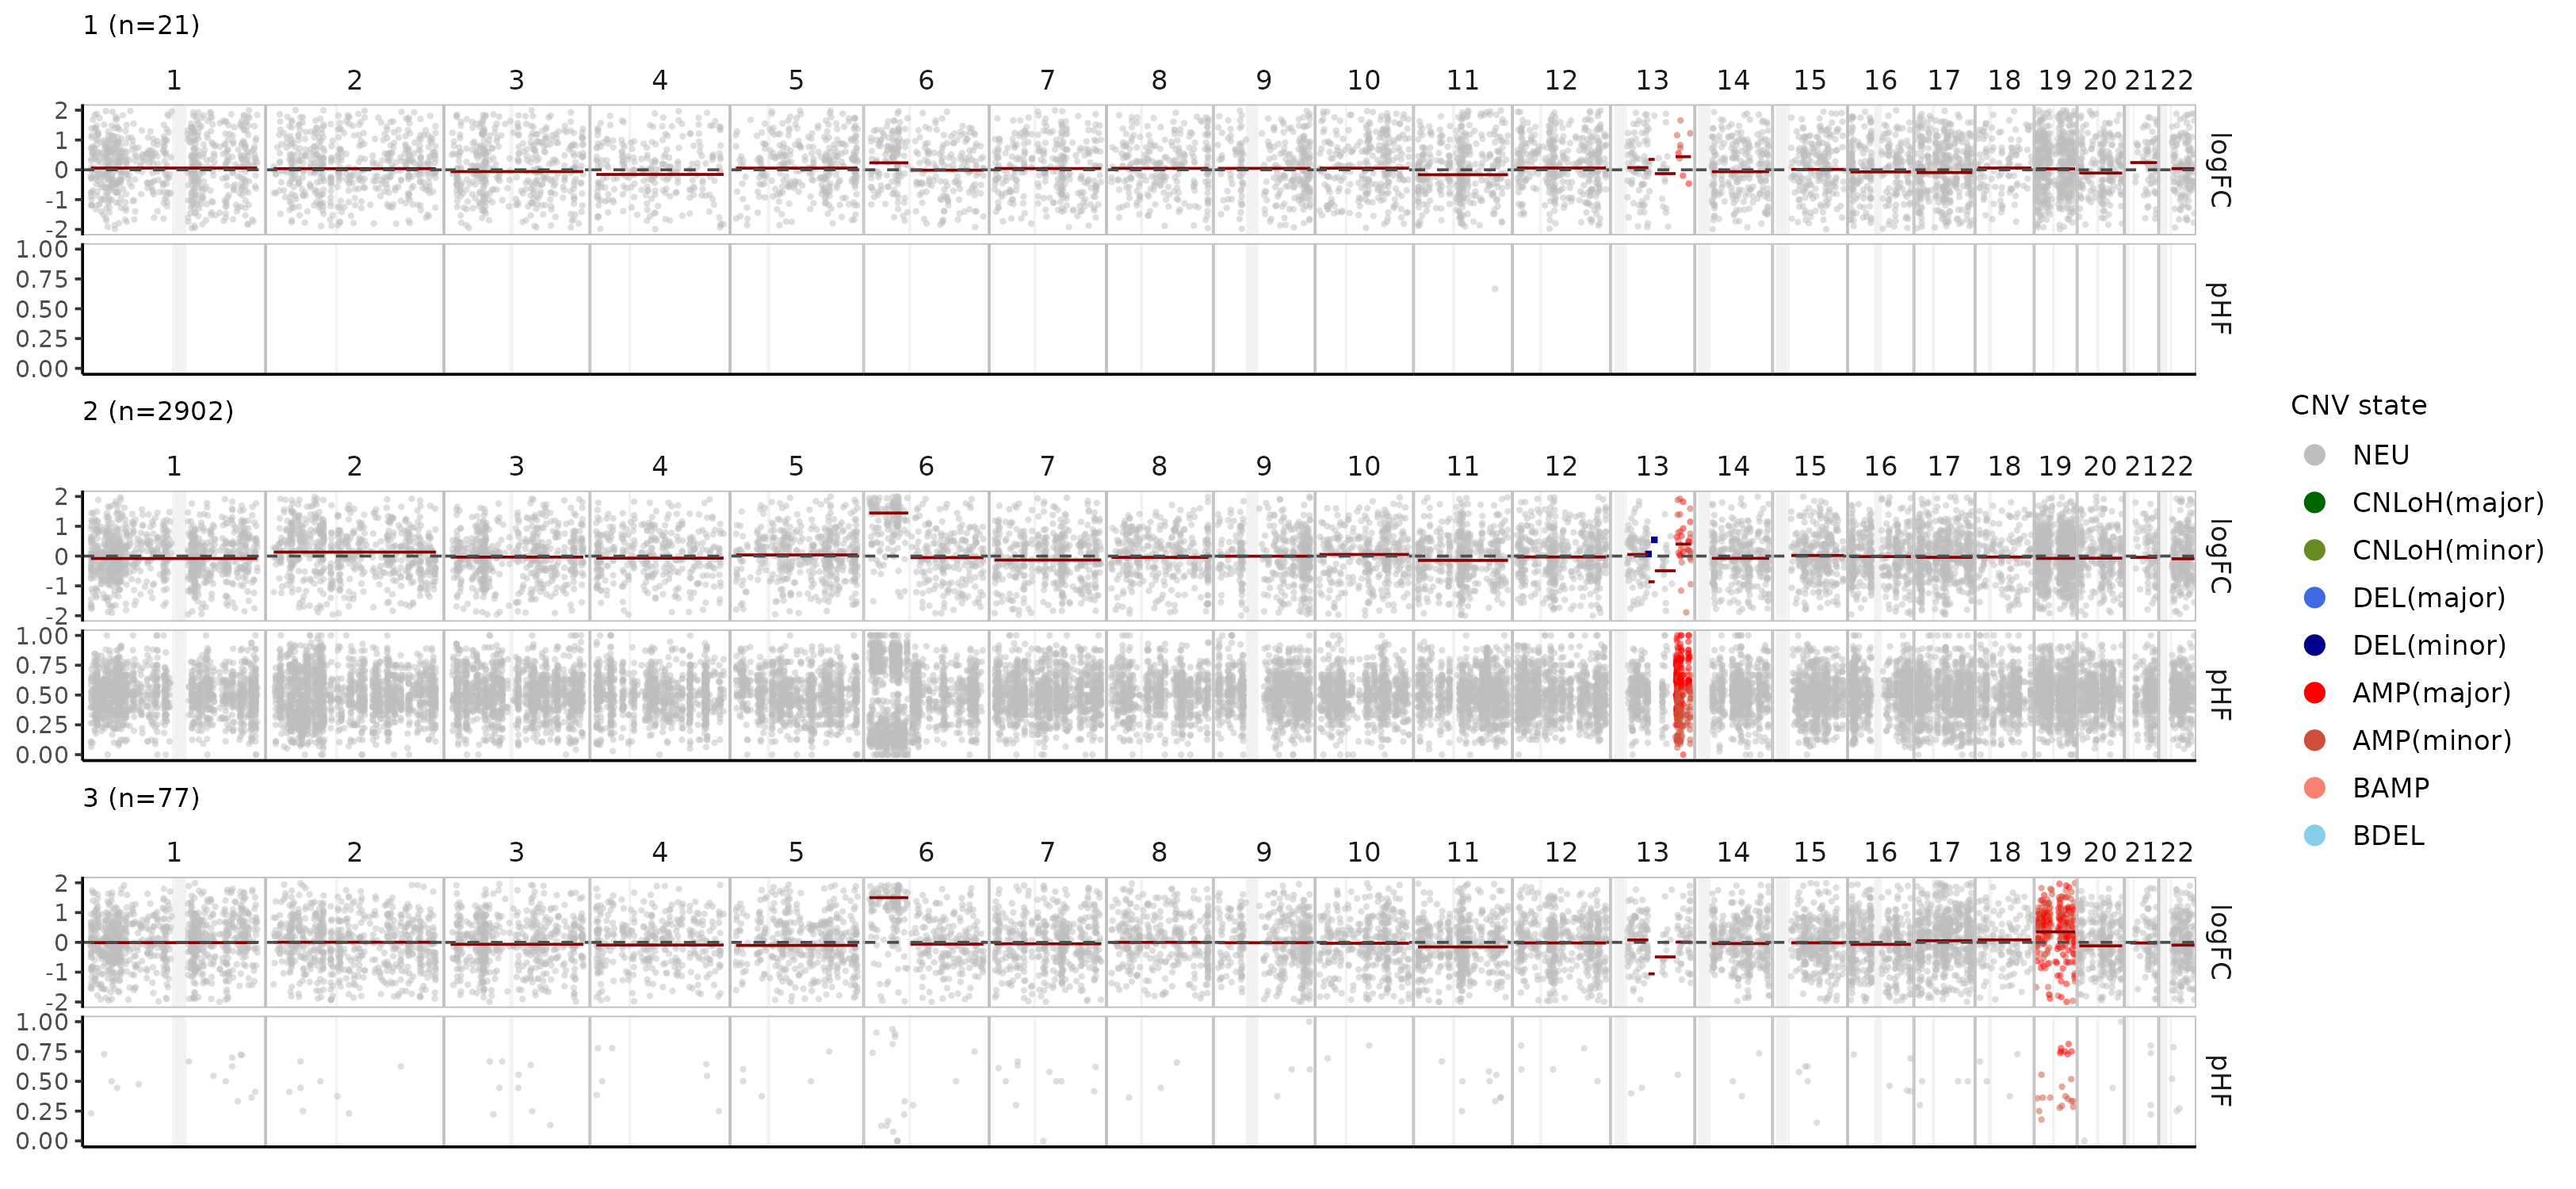 1 (n=21)
1 2 3 4 5 6 7 8 9 10 11 12 13 14 15 16 17 18 19 20 21 22
2
1
0
-1
-2
logFC
1.00
0.75
0.50
0.25
0.00
pHF
2 (n=2902)
1 2 3 4 5 6 7 8 9 10 11 12 13 14 15 16 17 18 19 20 21 22
2
1
0
-1
-2
logFC
1.00
0.75
0.50
0.25
0.00
pHF
3 (n=77)
1 2 3 4 5 6 7 8 9 10 11 12 13 14 15 16 17 18 19 20 21 22
2
1
0
-1
-2
logFC
1.00
0.75
0.50
0.25
0.00
pHF
CNV state
NEU
CNLoH(major)
CNLoH(minor)
DEL(major)
DEL(minor)
AMP(major)
AMP(minor)
BAMP
BDEL